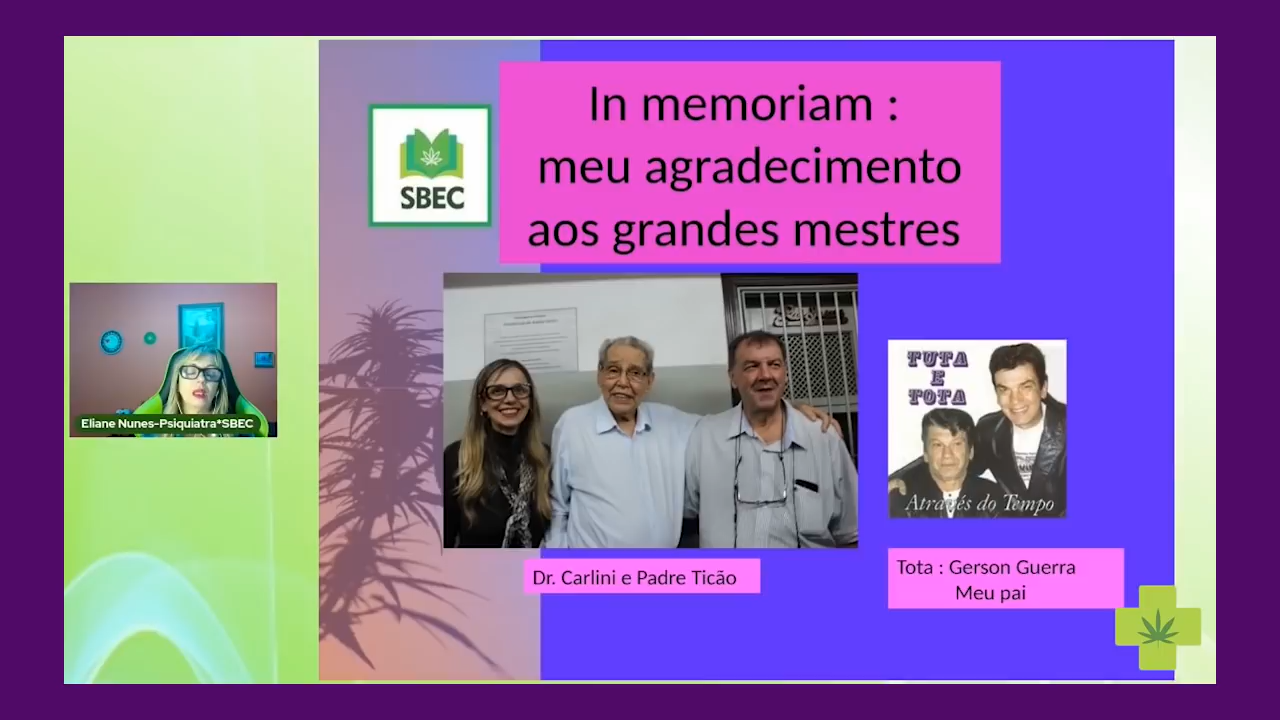 In memoriam :
meu agradecimento
aos grandes mestres
SBEC
Eliane Nunes-Psiquiatra*SBEC
TUTA
E
TOTA
Através do Tempo
Dr. Carlini e Padre Ticão
Tota : Gerson Guerra
Meu pai